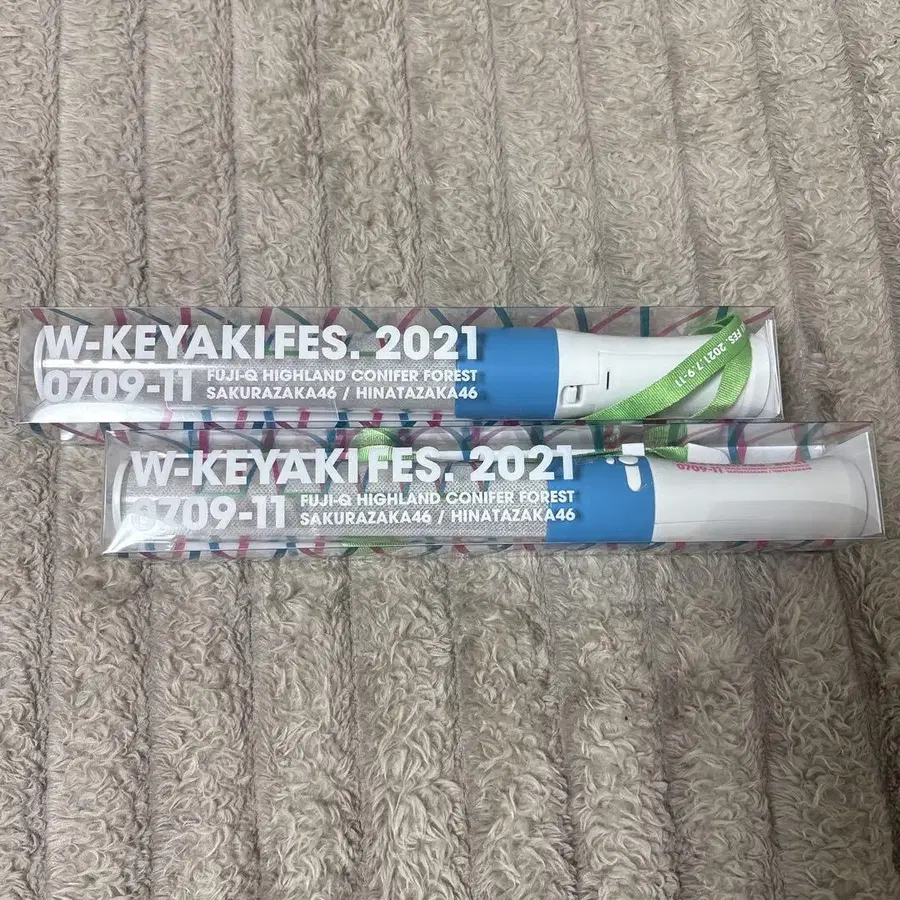 W-KEYAKI FES. 2021
0709-11 FUJI-Q HIGHLAND CONIFER FOREST
SAKURAZAKA46 / HINATAZAKA46
FES. 2021.7.9-11
W-KEYAKI FES. 2021
0709-11 FUJI-Q HIGHLAND CONIFER FOREST
SAKURAZAKA46 / HINATAZAKA46
0709-11